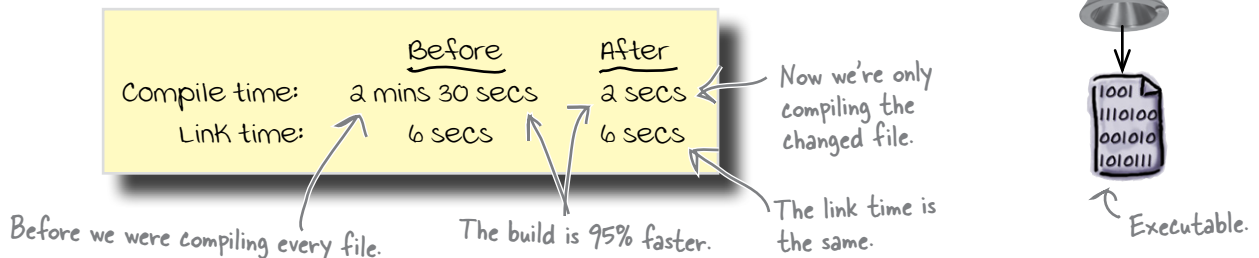 Before After
Compile time: 2 mins 30 secs 2 secs
Link time: 6 secs 6 secs
Now we're only
compiling the
changed file.
Before we were compiling every file.
The build is 95% faster.
The link time is
the same.
1001
1110100
001010
1010111
Executable.